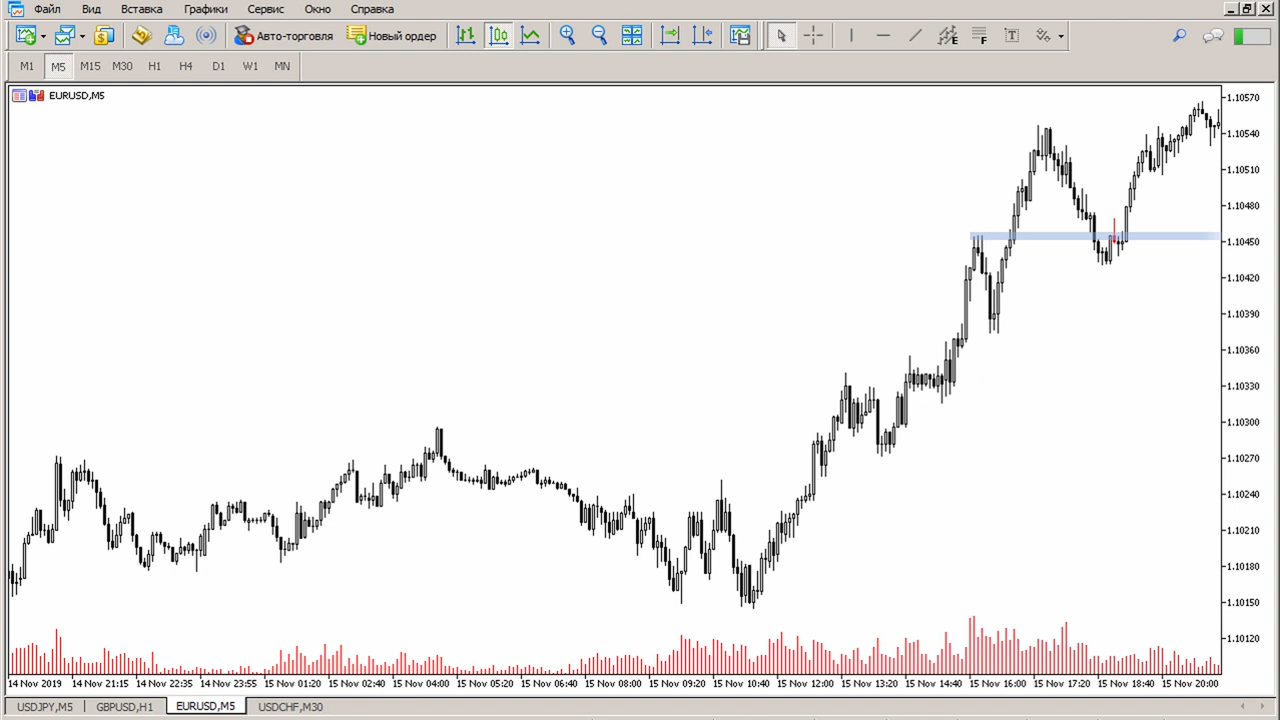 Файл Вид Вставка Графики Сервис Окно Справка
Авто-торговля Новый ордер E F T
M1 M5 M15 M30 H1 H4 D1 W1 MN
EURUSD,M5
1.10570
1.10540
1.10510
1.10480
1.10450
1.10420
1.10390
1.10360
1.10330
1.10300
1.10270
1.10240
1.10210
1.10180
1.10150
1.10120
14 Nov 2019 14 Nov 21:15 14 Nov 22:35 14 Nov 23:55 15 Nov 01:20 15 Nov 02:40 15 Nov 04:00 15 Nov 05:20 15 Nov 06:40 15 Nov 08:00 15 Nov 09:20 15 Nov 10:40 15 Nov 12:00 15 Nov 13:20 15 Nov 14:40 15 Nov 16:00 15 Nov 17:20 15 Nov 18:40 15 Nov 20:00
USDJPY,M5 GBPUSD,H1 EURUSD,M5 USDCHF,M30